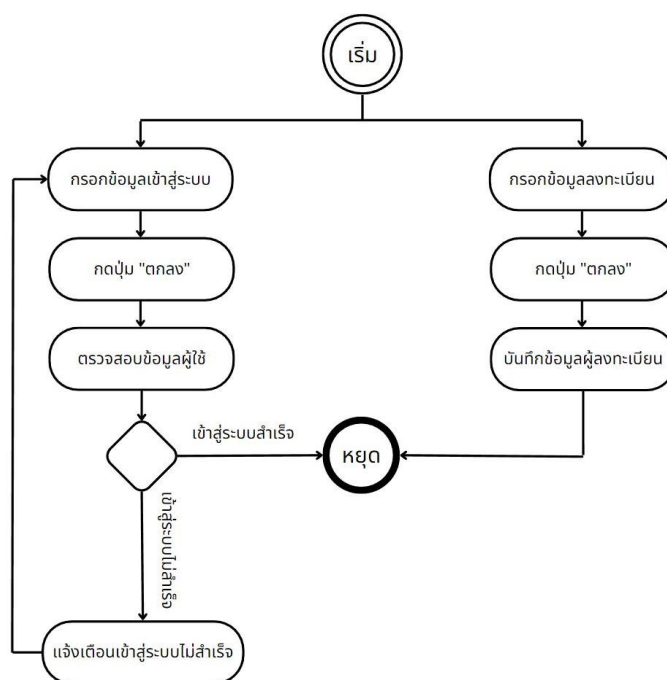 เริ่ม
กรอกข้อมูลเข้าสู่ระบบ
กรอกข้อมูลลงทะเบียน
กดปุ่ม "ตกลง"
กดปุ่ม "ตกลง"
ตรวจสอบข้อมูลผู้ใช้
บันทึกข้อมูลผู้ลงทะเบียน
เข้าสู่ระบบสำเร็จ
หยุด
เข้าสู่ระบบไม่สำเร็จ
แจ้งเตือนเข้าสู่ระบบไม่สำเร็จ